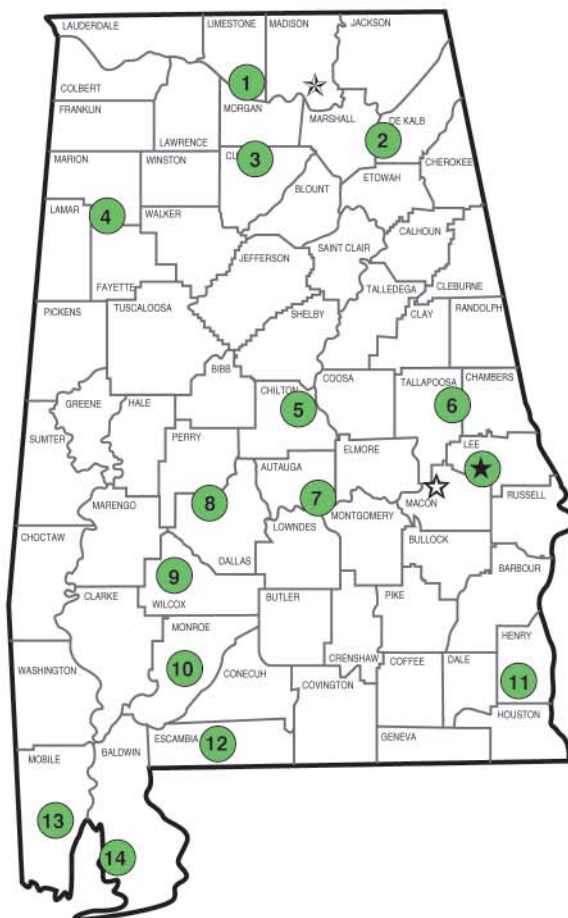 LAUDERDALE
LIMESTONE
MADISON
JACKSON
COLBERT
1
FRANKLIN
MORGAN
MARSHALL
DE KALB
2
LAWRENCE
3
CU
MARION
WINSTON
CHEROKEE
ETOWAH
BLOUNT
LAMAR
4
WALKER
CALHOUN
SAINT CLAIR
JEFFERSON
FAYETTE
TALLEDEGA
CLEBURNE
PICKENS
TUSCALOOSA
SHELBY
CLAY
RANDOLPH
BIBB
COOSA
TALLAPOOSA
CHAMBERS
CHILTON
5
6
GREENE
HALE
SUMTER
PERRY
ELMORE
LEE
AUTAUGA
7
8
MACON
RUSSELL
MARENGO
LOWNDES
MONTGOMERY
CHOCTAW
BULLOCK
DALLAS
BARBOUR
9
CLARKE
WILCOX
BUTLER
PIKE
MONROE
HENRY
10
CRENSHAW
COFFEE
DALE
WASHINGTON
CONECUH
COVINGTON
11
HOUSTON
ESCAMBIA
12
GENEVA
MOBILE
BALDWIN
13
14